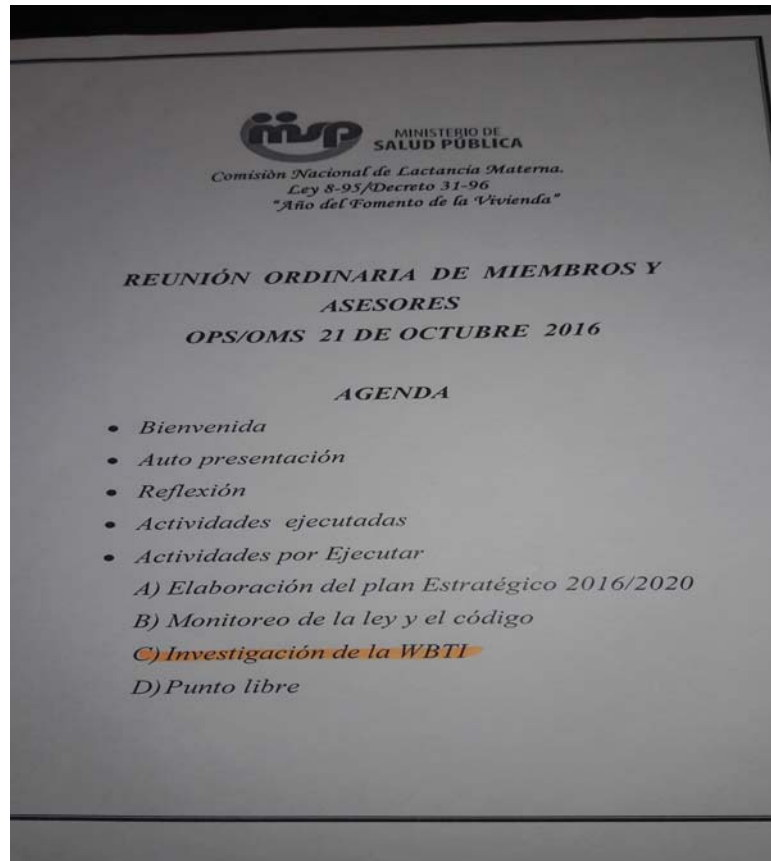 msp MINISTERIO DE
SALUD PÚBLICA
Comisiòn Nacional de Lactancia Materna.
Ley 8-95/Decreto 31-96
"Año del Fomento de la Vivienda"
REUNIÓN ORDINARIA DE MIEMBROS Y
ASESORES
OPS/OMS 21 DE OCTUBRE 2016
AGENDA
• Bienvenida
• Auto presentación
• Reflexión
• Actividades ejecutadas
• Actividades por Ejecutar
A) Elaboración del plan Estratégico 2016/2020
B) Monitoreo de la ley y el código
C) Investigación de la WBTI
D) Punto libre